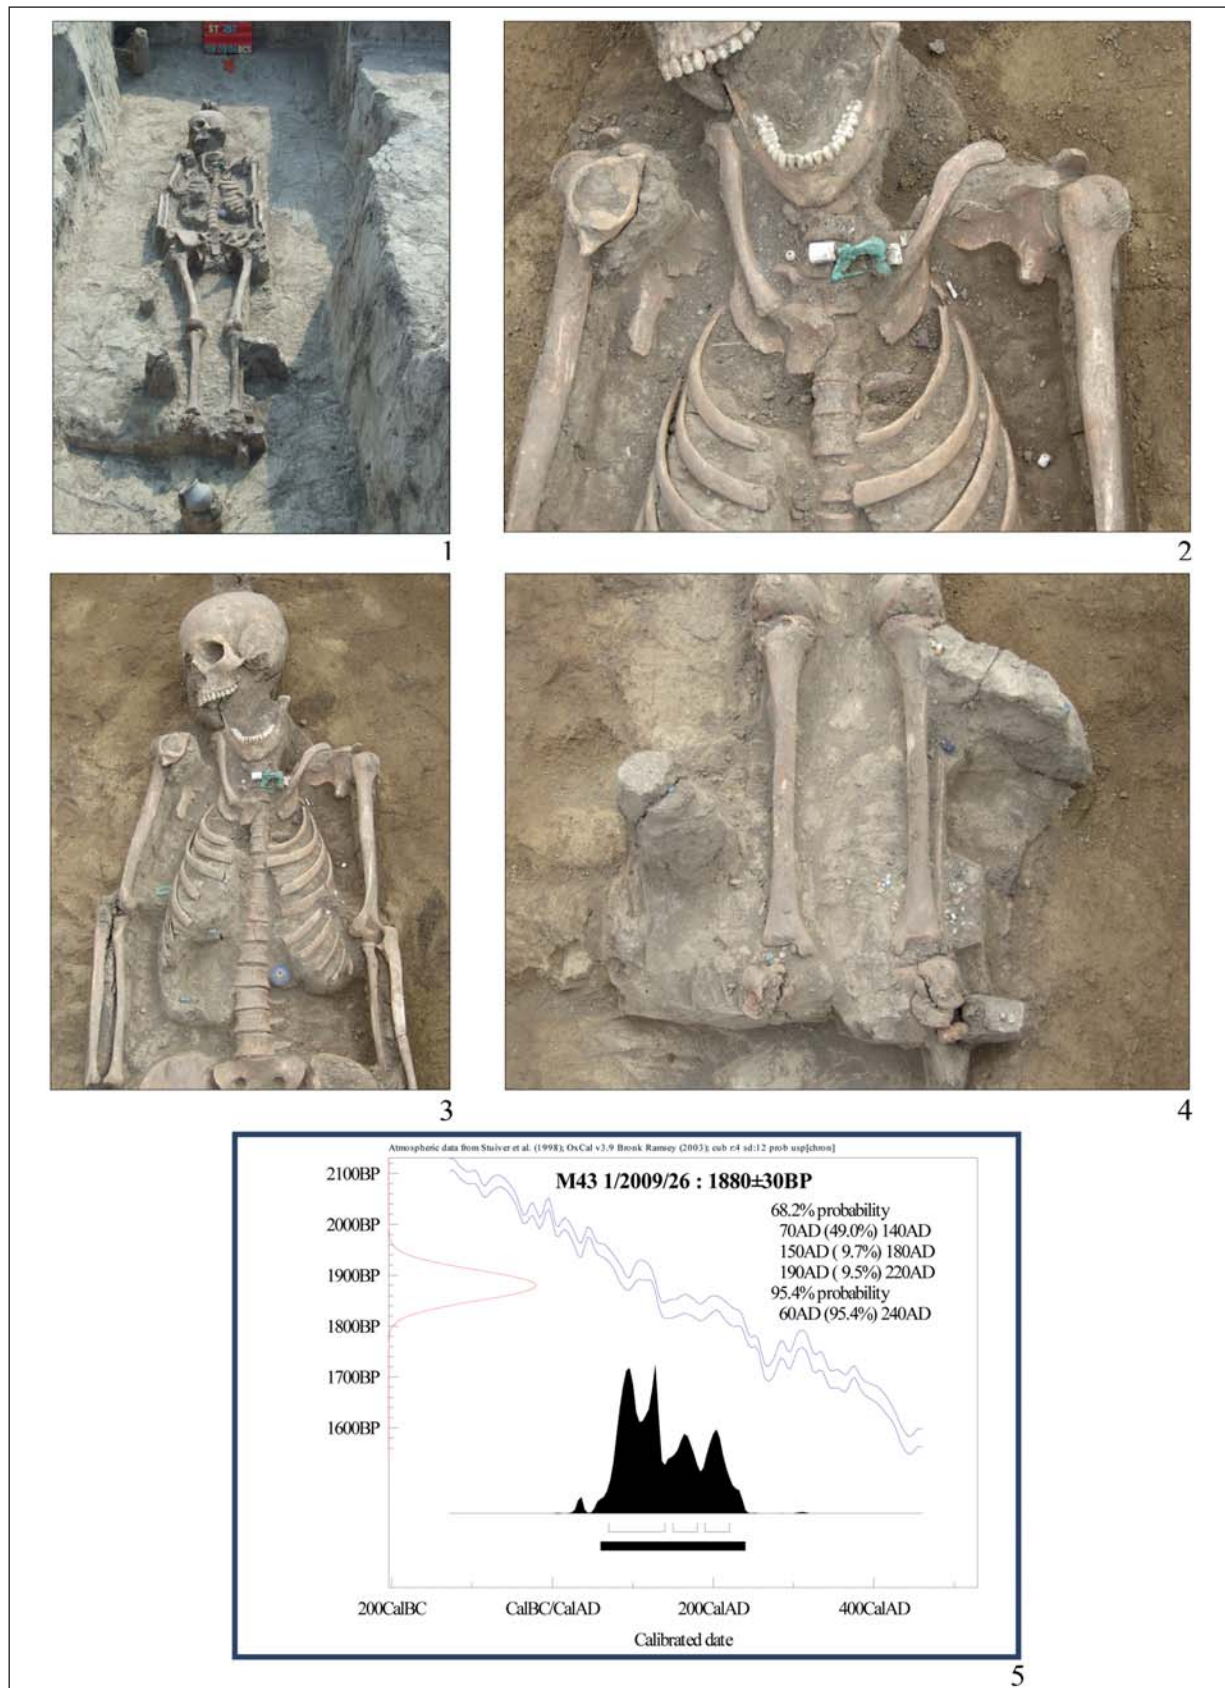 ST 297
1
2
3
4
Atmospheric data from Stuiver et al. (1998); OxCal v3.9 Bronk Ramsey (2003); cub r:4 sd:12 prob usp[chron]
M43 1/2009/26 : 1880±30BP
68.2% probability
70AD (49.0%) 140AD
150AD ( 9.7%) 180AD
190AD ( 9.5%) 220AD
95.4% probability
60AD (95.4%) 240AD
2100BP
2000BP
1900BP
1800BP
1700BP
1600BP
200CalBC
CalBC/CalAD
200CalAD
400CalAD
Calibrated date
5